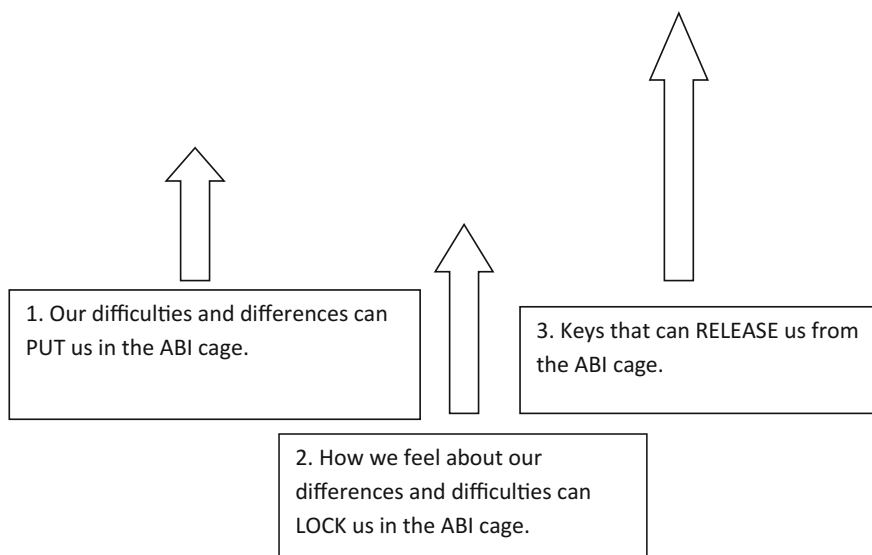 1. Our difficulties and differences can
PUT us in the ABI cage.
2. How we feel about our
differences and difficulties can
LOCK us in the ABI cage.
3. Keys that can RELEASE us from
the ABI cage.